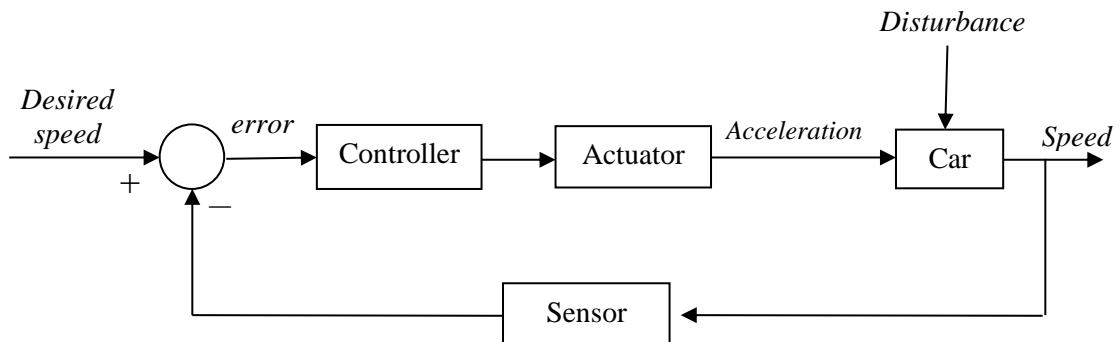 Disturbance
Desired
speed
error
Controller
Actuator
Acceleration
Car
Speed
+
−
Sensor